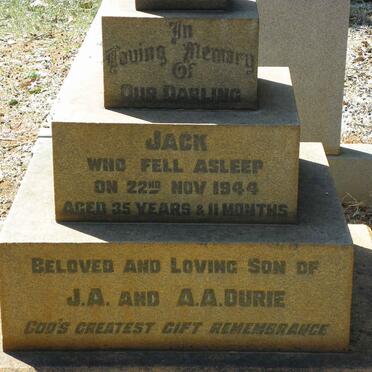 In
Loving Memory
Of
OUR DARLING
JACK
WHO FELL ASLEEP
ON 22ND NOV 1944
AGED 35 YEARS & 11 MONTHS
BELOVED AND LOVING SON OF
J.A. AND A.A.DURIE
GOD'S GREATEST GIFT REMEMBRANCE